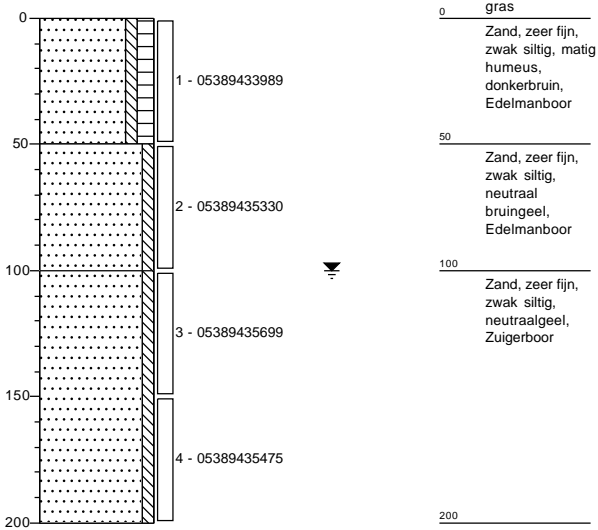 0
50
100
150
200
1 - 05389433989
2 - 05389435330
3 - 05389435699
4 - 05389435475
0
gras
Zand, zeer fijn,
zwak siltig, matig
humeus,
donkerbruin,
Edelmanboor
50
Zand, zeer fijn,
zwak siltig,
neutraal
bruingeel,
Edelmanboor
100
Zand, zeer fijn,
zwak siltig,
neutraalgeel,
Zuigerboor
200